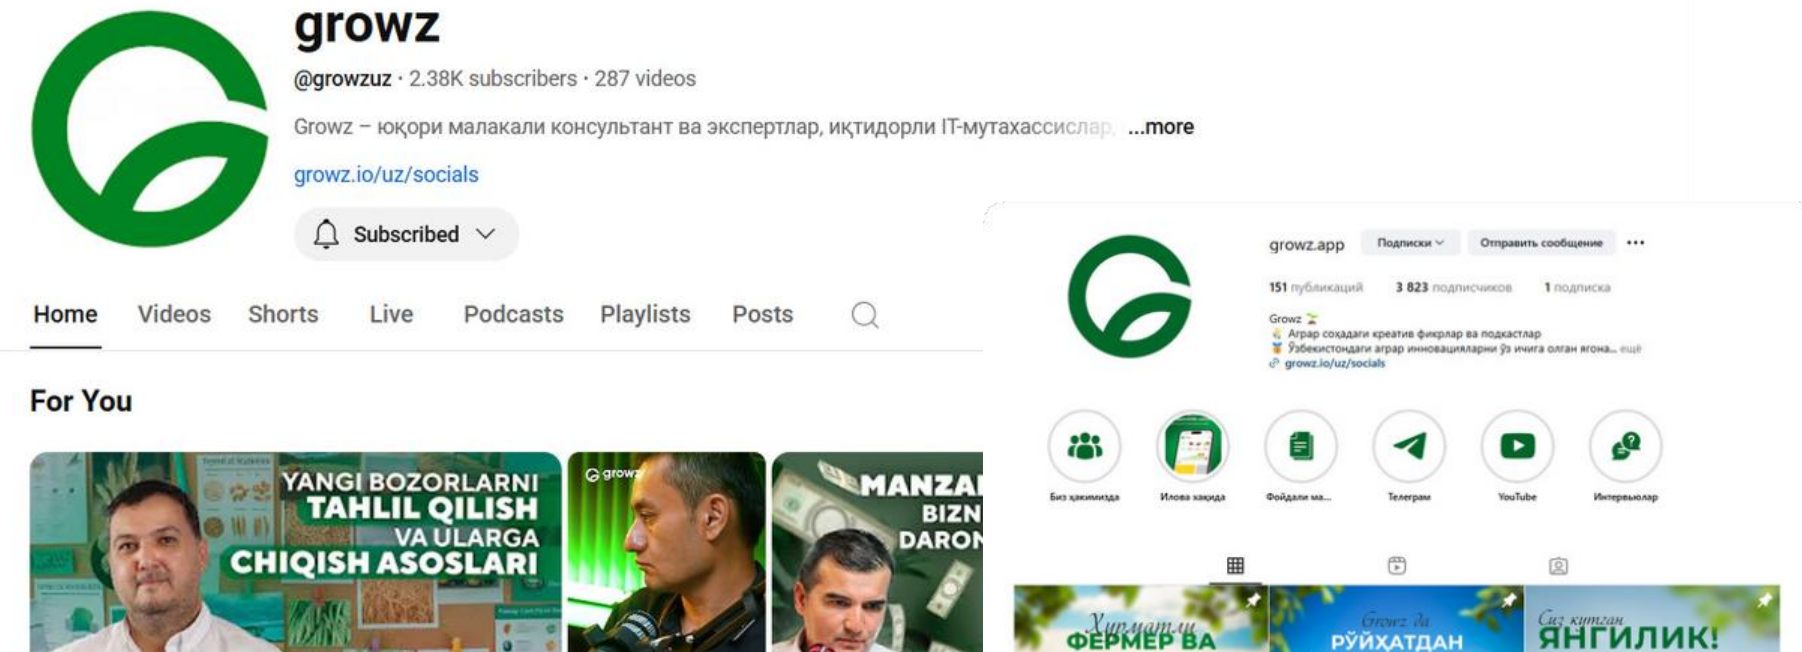 growz
@growzuz · 2.38K subscribers · 287 videos
Growz – юқори малакали консультант ва экспертлар, иқтидорли IT-мутахассислар, ...more
growz.io/uz/socials
Subscribed
Home Videos Shorts Live Podcasts Playlists Posts
For You
YANGI BOZORLARNI
TAHLIL QILISH
VA ULARGA
CHIQISH ASOSLARI
growz
MANZA
BIZN
DARO
growz.app Подписки Отправить сообщение
151 публикаций 3 823 подписчиков 1 подписка
Growz
Аграр соҳадаги креатив фикрлар ва подкастлар
Ўзбекистондаги аграр инновацияларни ўз ичига олган ягона... ещё
growz.io/uz/socials
Биз ҳақимизда Илова ҳақида Фойдали ма... Телеграм YouTube Интервьюлар
Ҳурматли
ФЕРМЕР ВА
Growz да
РЎЙХАТДАН
Сиз кутган
ЯНГИЛИК!